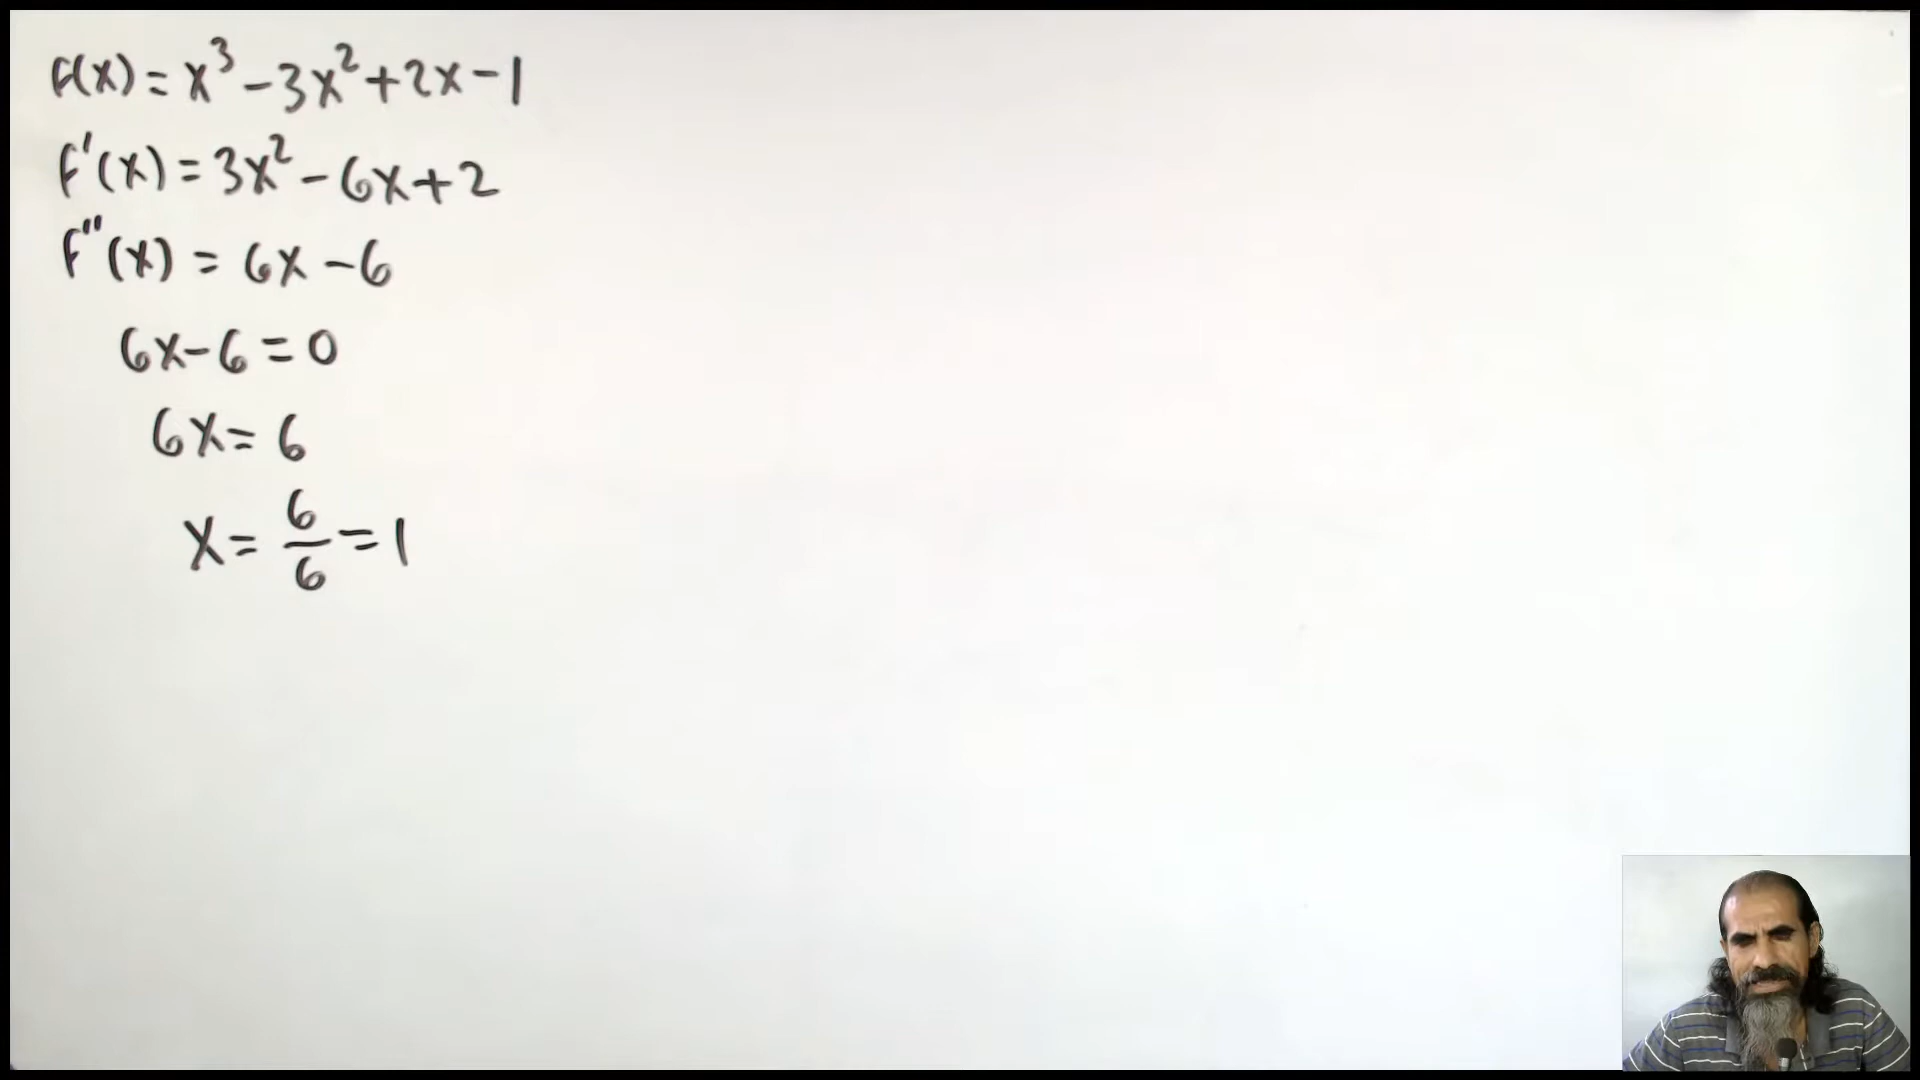 F(x) = x³ - 3x² + 2x - 1
F'(x) = 3x² - 6x + 2
F''(x) = 6x - 6
6x - 6 = 0
6x = 6
x = 6/6 = 1